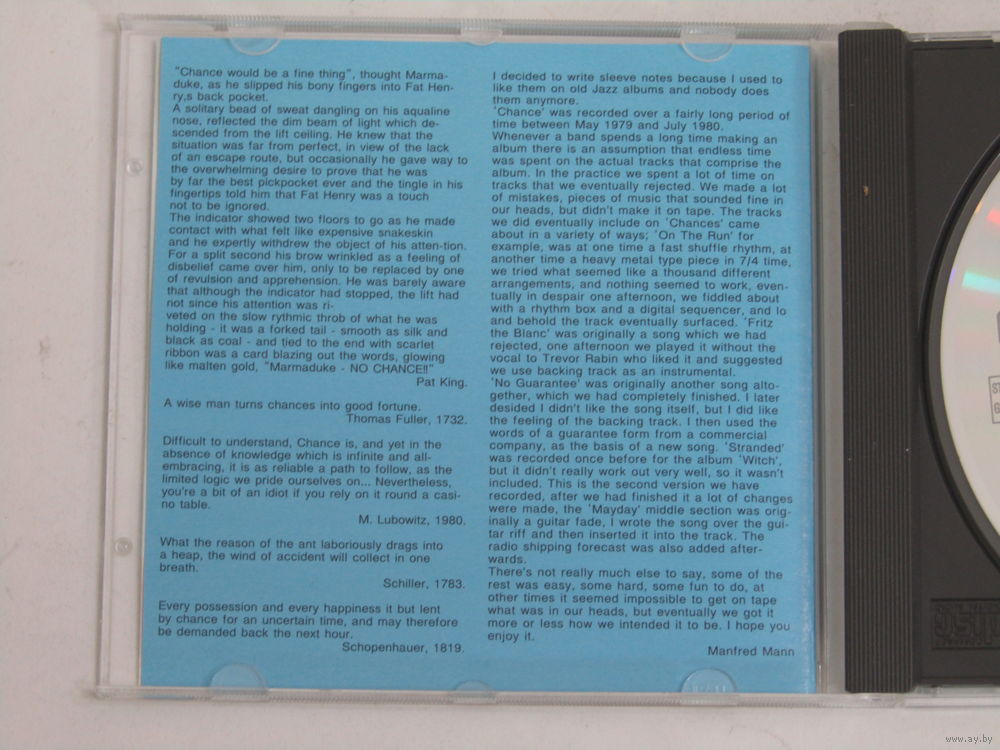 "Chance would be a fine thing", thought Marma-
duke, as he slipped his bony fingers into Fat Hen-
ry,s back pocket.
A solitary bead of sweat dangling on his aqualine
nose, reflected the dim beam of light which de-
scended from the lift ceiling. He knew that the
situation was far from perfect, in view of the lack
of an escape route, but occasionally he gave way to
the overwhelming desire to prove that he was
by far the best pickpocket ever and the tingle in his
fingertips told him that Fat Henry was a touch
not to be ignored.
The indicator showed two floors to go as he made
contact with what felt like expensive snakeskin
and he expertly withdrew the object of his atten-tion.
For a split second his brow wrinkled as a feeling of
disbelief came over him, only to be replaced by one
of revulsion and apprehension. He was barely aware
that although the indicator had stopped, the lift had
not since his attention was ri-
veted on the slow rythmic throb of what he was
holding - it was a forked tail - smooth as silk and
black as coal - and tied to the end with scarlet
ribbon was a card blazing out the words, glowing
like malten gold, "Marmaduke - NO CHANCE!!"
Pat King.
A wise man turns chances into good fortune.
Thomas Fuller, 1732.
Difficult to understand, Chance is, and yet in the
absence of knowledge which is infinite and all-
embracing, it is as reliable a path to follow, as the
limited logic we pride ourselves on... Nevertheless,
you're a bit of an idiot if you rely on it round a casi-
no table.
M. Lubowitz, 1980.
What the reason of the ant laboriously drags into
a heap, the wind of accident will collect in one
breath.
Schiller, 1783.
Every possession and every happiness it but lent
by chance for an uncertain time, and may therefore
be demanded back the next hour.
Schopenhauer, 1819.
I decided to write sleeve notes because I used to
like them on old Jazz albums and nobody does
them anymore.
'Chance' was recorded over a fairly long period of
time between May 1979 and July 1980.
Whenever a band spends a long time making an
album there is an assumption that endless time
was spent on the actual tracks that comprise the
album. In the practice we spent a lot of time on
tracks that we eventually rejected. We made a lot
of mistakes, pieces of music that sounded fine in
our heads, but didn't make it on tape. The tracks
we did eventually include on 'Chances' came
about in a variety of ways; 'On The Run' for
example, was at one time a fast shuffle rhythm, at
another time a heavy metal type piece in 7/4 time,
we tried what seemed like a thousand different
arrangements, and nothing seemed to work, even-
tually in despair one afternoon, we fiddled about
with a rhythm box and a digital sequencer, and lo
and behold the track eventually surfaced. 'Fritz
the Blanc' was originally a song which we had
rejected, one afternoon we played it without the
vocal to Trevor Rabin who liked it and suggested
we use backing track as an instrumental.
'No Guarantee' was originally another song alto-
gether, which we had completely finished. I later
desided I didn't like the song itself, but I did like
the feeling of the backing track. I then used the
words of a guarantee form from a commercial
company, as the basis of a new song. 'Stranded'
was recorded once before for the album 'Witch',
but it didn't really work out very well, so it wasn't
included. This is the second version we have
recorded, after we had finished it a lot of changes
were made, the 'Mayday' middle section was orig-
inally a guitar fade, I wrote the song over the gui-
tar riff and then inserted it into the track. The
radio shipping forecast was also added after-
wards.
There's not really much else to say, some of the
rest was easy, some hard, some fun to do, at
other times it seemed impossible to get on tape
what was in our heads, but eventually we got it
more or less how we intended it to be. I hope you
enjoy it.
Manfred Mann
www.ay.by